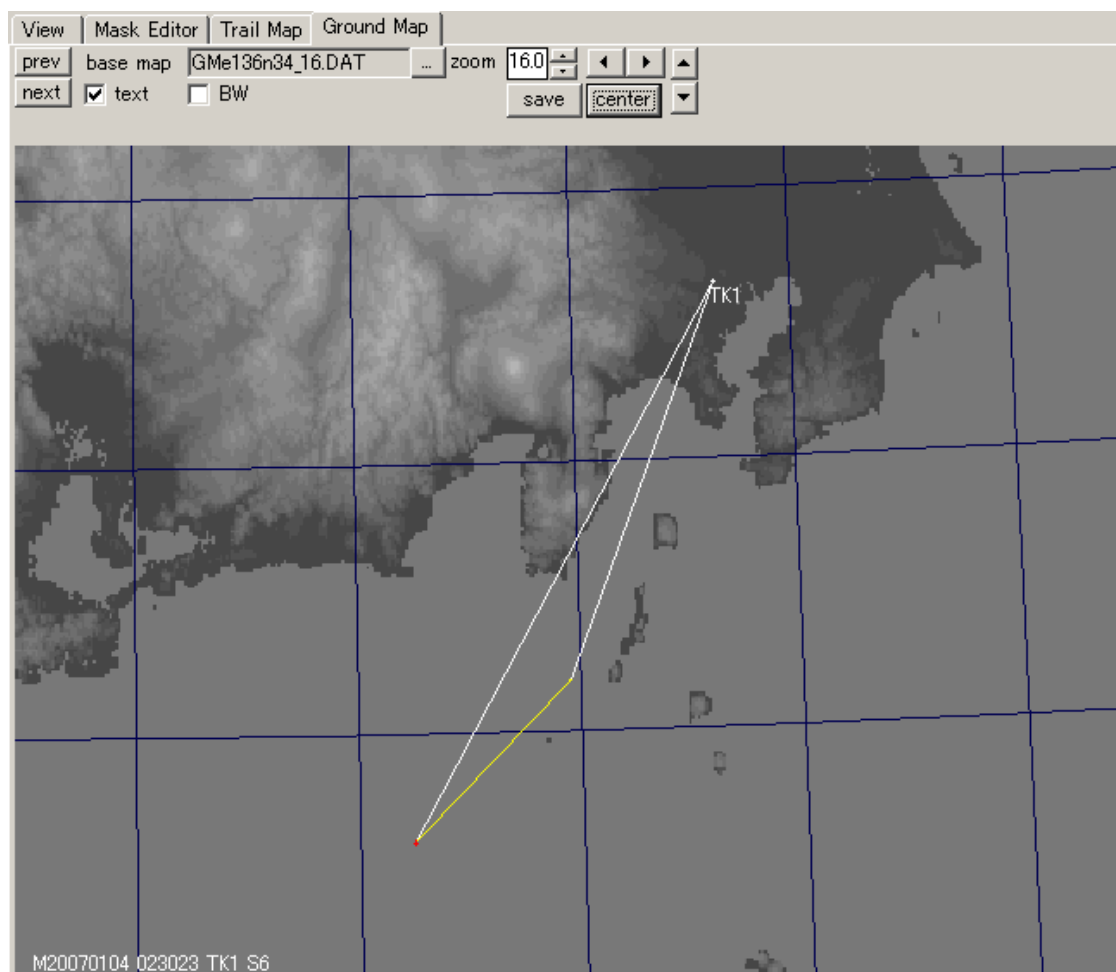 View Mask Editor Trail Map Ground Map
prev base map GMe136n34_16.DAT ... zoom 16.0
next text BW save center
TK1
M20070104_023023_TK1_S6